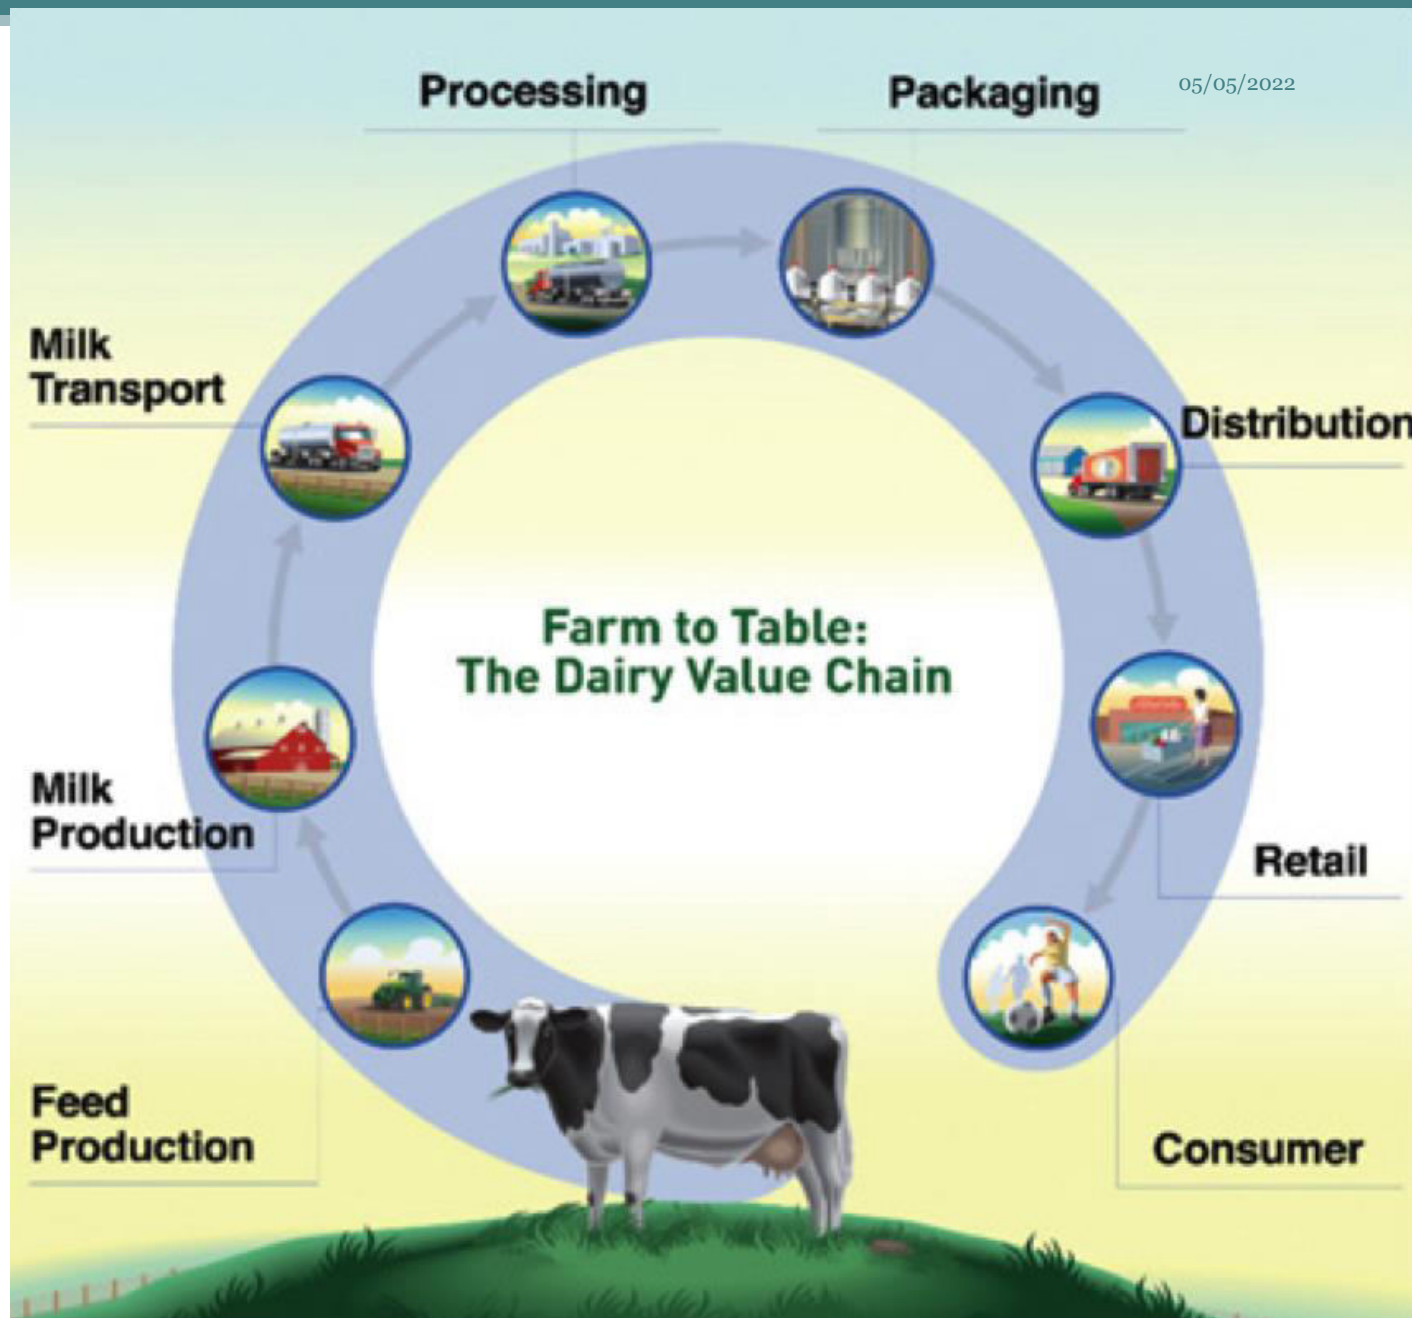 Processing
Packaging
05/05/2022
Milk
Transport
Distribution
Farm to Table:
The Dairy Value Chain
Milk
Production
Retail
Feed
Production
Consumer